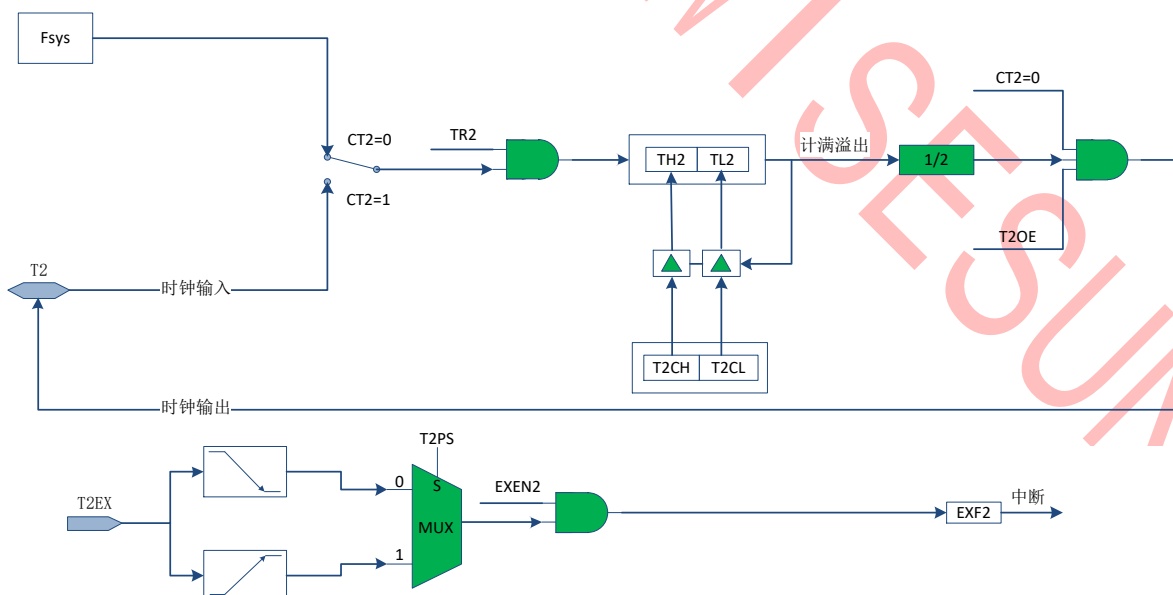 Fsys
CT2=0
CT2=1
TR2
TH2 TL2
计满溢出
1/2
CT2=0
T2OE
T2
时钟输入
T2CH T2CL
时钟输出
T2EX
T2PS
0
S
MUX
1
EXEN2
EXF2
中断
WISESUN